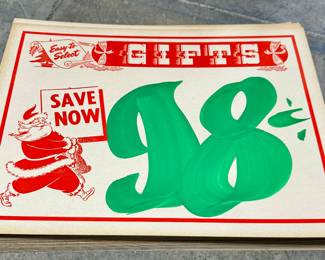 Easy to
Select
GIFTS
SAVE
NOW
98